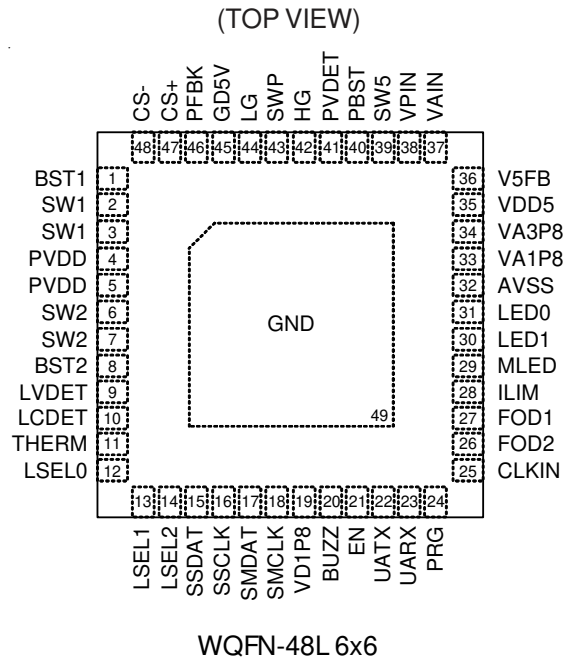 (TOP VIEW)
CS-
CS+
PFBK
GD5V
LG
SWP
HG
PVDET
PBST
SW5
VPIN
VAIN
48 47 46 45 44 43 42 41 40 39 38 37
BST1 1
SW1 2
SW1 3
PVDD 4
PVDD 5
SW2 6
SW2 7
BST2 8
LVDET 9
LCDET 10
THERM 11
LSEL0 12
GND
49
36 V5FB
35 VDD5
34 VA3P8
33 VA1P8
32 AVSS
31 LED0
30 LED1
29 MLED
28 ILIM
27 FOD1
26 FOD2
25 CLKIN
13 14 15 16 17 18 19 20 21 22 23 24
LSEL1
LSEL2
SSDAT
SSCLK
SMDAT
SMCLK
VD1P8
BUZZ
EN
UATX
UARX
PRG
WQFN-48L 6x6